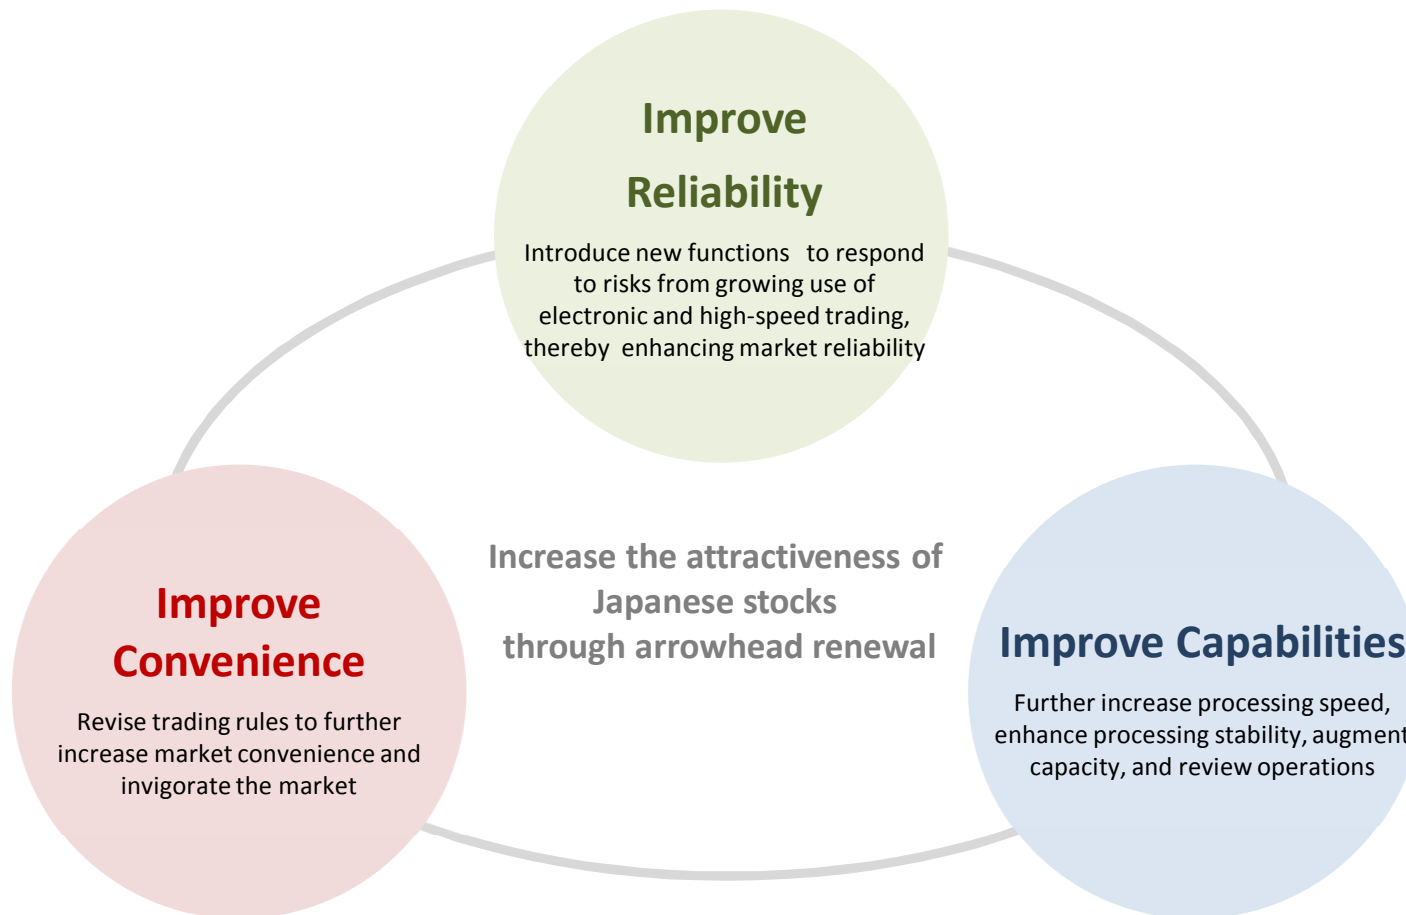 Improve
Reliability
Introduce new functions to respond
to risks from growing use of
electronic and high-speed trading,
thereby enhancing market reliability
Increase the attractiveness of
Japanese stocks
through arrowhead renewal
Improve
Convenience
Revise trading rules to further
increase market convenience and
invigorate the market
Improve Capabilities
Further increase processing speed,
enhance processing stability, augment
capacity, and review operations